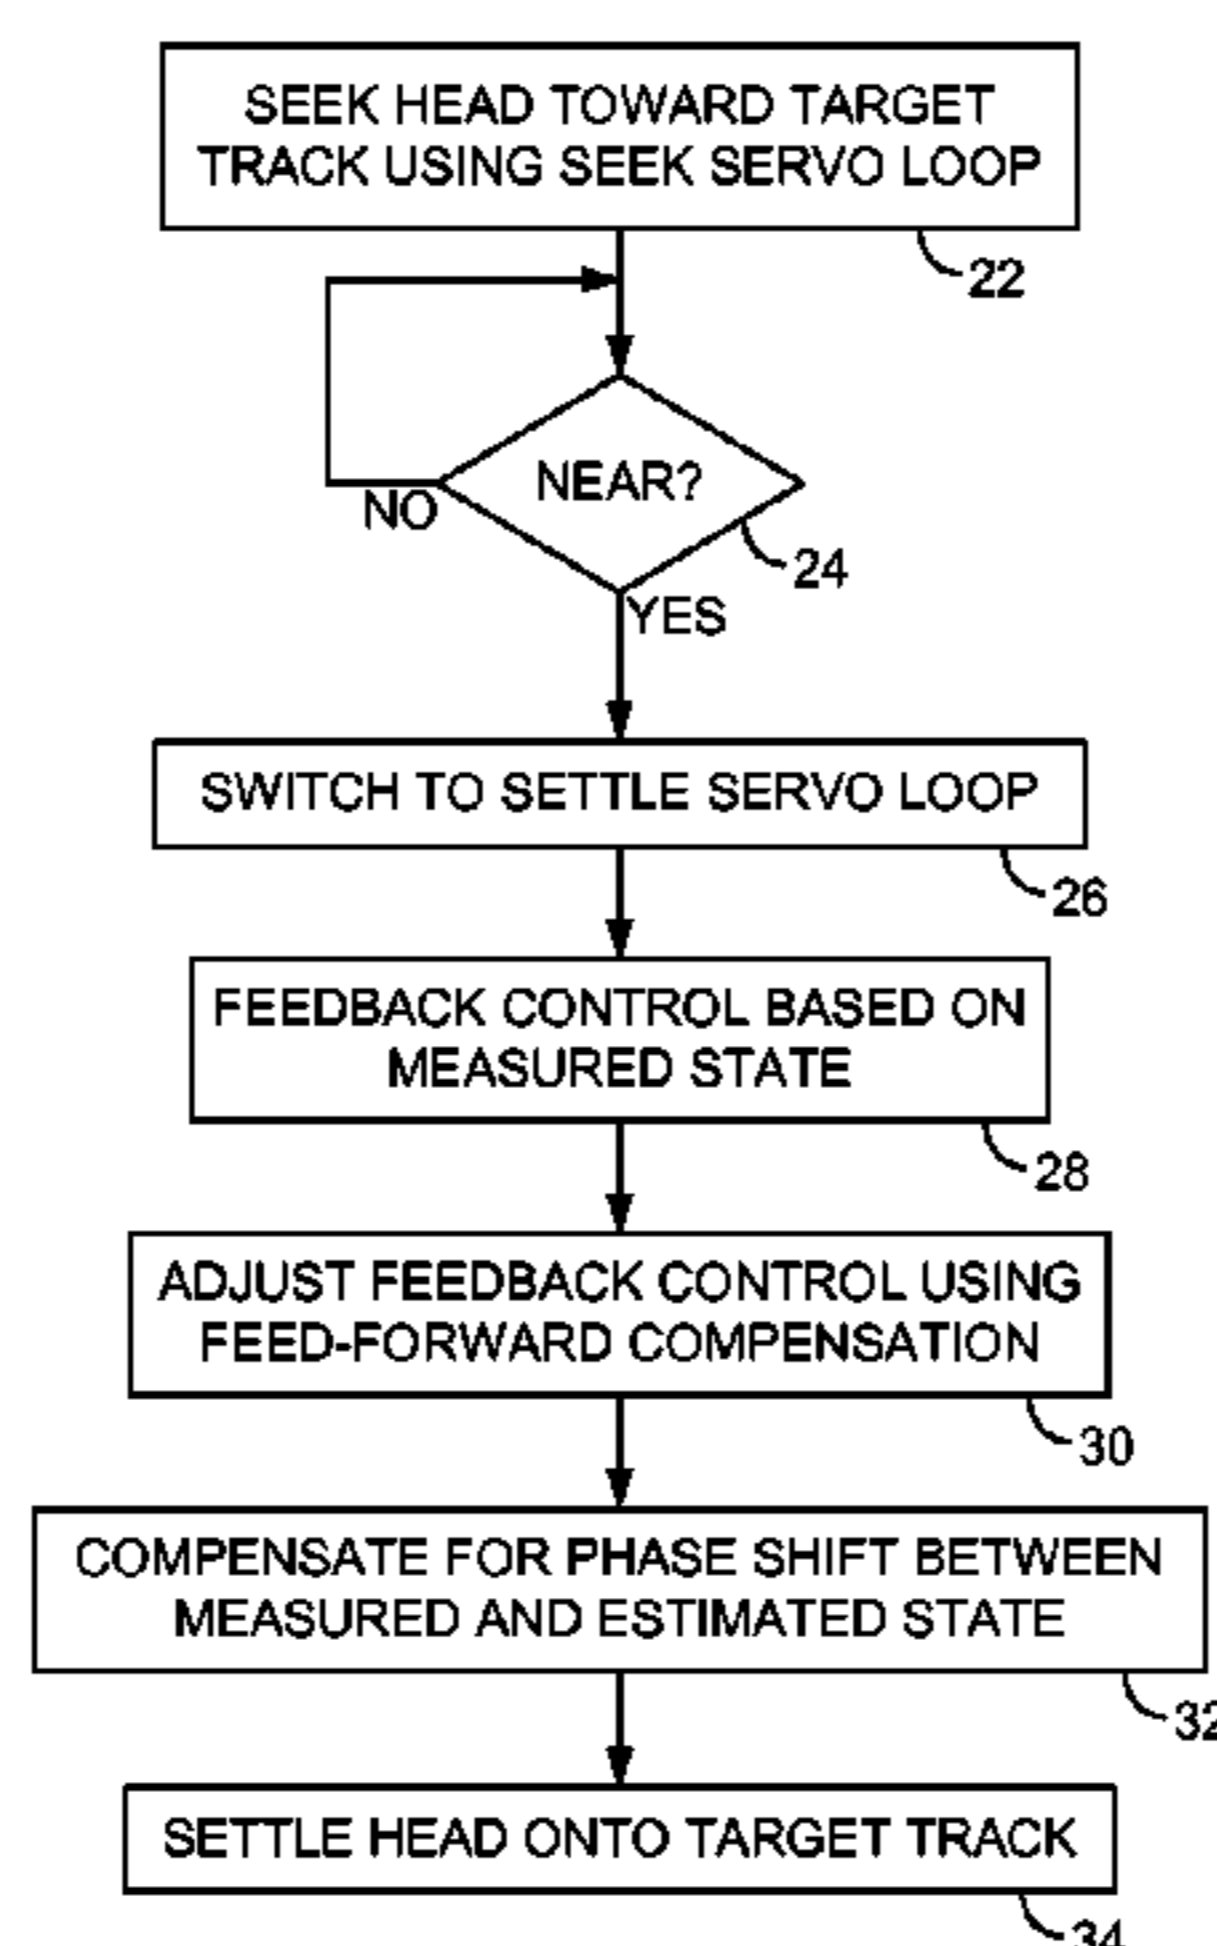 SEEK HEAD TOWARD TARGET
TRACK USING SEEK SERVO LOOP
22
NEAR?
NO
24
YES
SWITCH TO SETTLE SERVO LOOP
26
FEEDBACK CONTROL BASED ON
MEASURED STATE
28
ADJUST FEEDBACK CONTROL USING
FEED-FORWARD COMPENSATION
30
COMPENSATE FOR PHASE SHIFT BETWEEN
MEASURED AND ESTIMATED STATE
32
SETTLE HEAD ONTO TARGET TRACK
34